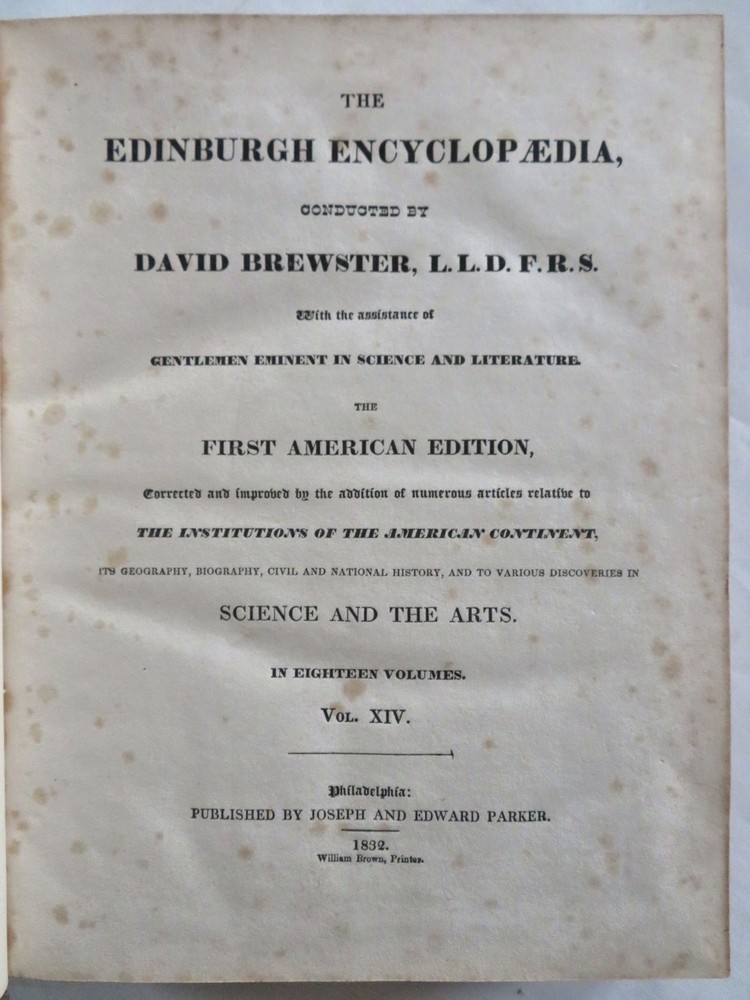 THE
EDINBURGH ENCYCLOPÆDIA,
CONDUCTED BY
DAVID BREWSTER, L.L.D. F.R.S.
With the assistance of
GENTLEMEN EMINENT IN SCIENCE AND LITERATURE.
THE
FIRST AMERICAN EDITION,
Corrected and improved by the addition of numerous articles relative to
THE INSTITUTIONS OF THE AMERICAN CONTINENT,
ITS GEOGRAPHY, BIOGRAPHY, CIVIL AND NATIONAL HISTORY, AND TO VARIOUS DISCOVERIES IN
SCIENCE AND THE ARTS.
IN EIGHTEEN VOLUMES.
VOL. XIV.
Philadelphia:
PUBLISHED BY JOSEPH AND EDWARD PARKER.
1832.
William Brown, Printer.